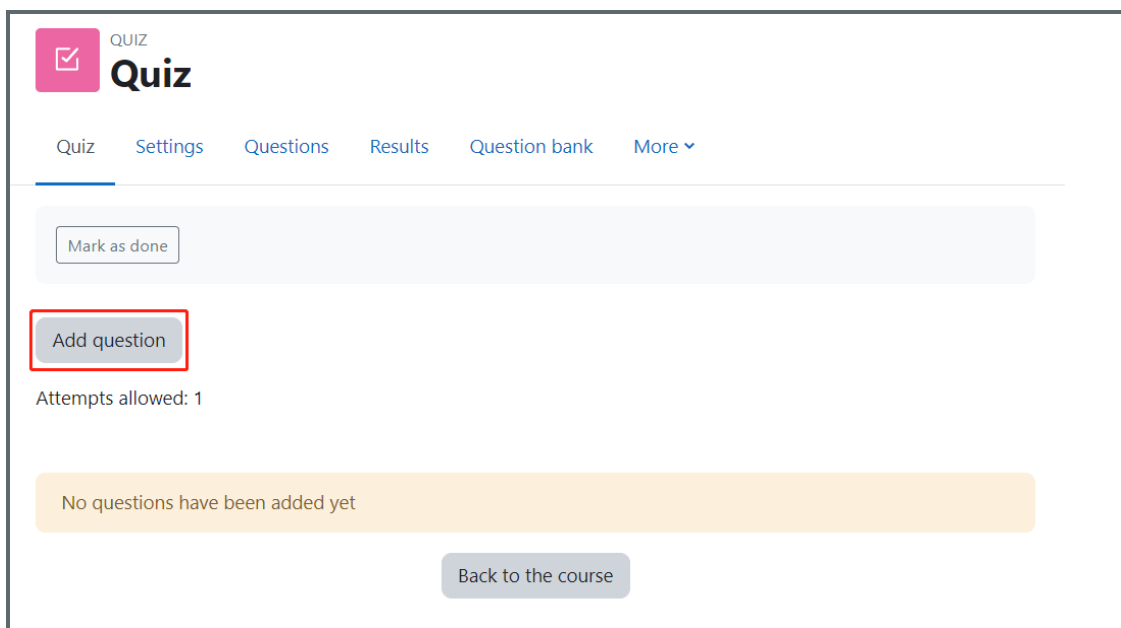 QUIZ
Quiz
Quiz Settings Questions Results Question bank More
Mark as done
Add question
Attempts allowed: 1
No questions have been added yet
Back to the course